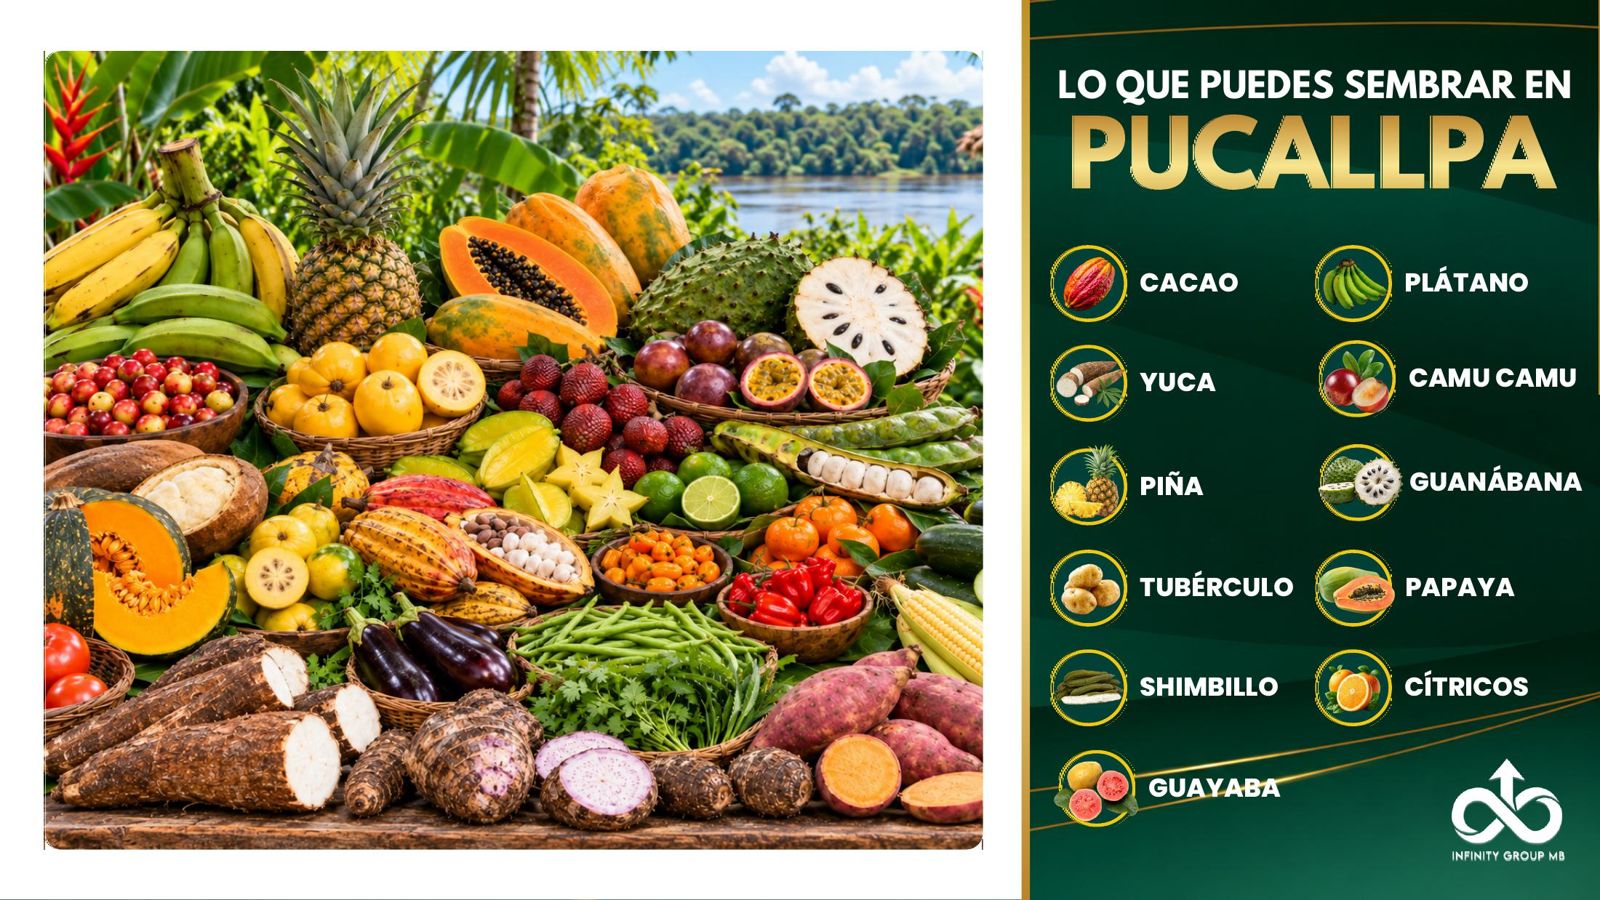 LO QUE PUEDES SEMBRAR EN
PUCALLPA
CACAO
PLÁTANO
YUCA
CAMU CAMU
PIÑA
GUANÁBANA
TUBÉRCULO
PAPAYA
SHIMBILLO
CÍTRICOS
GUAYABA
INFINITY GROUP MB